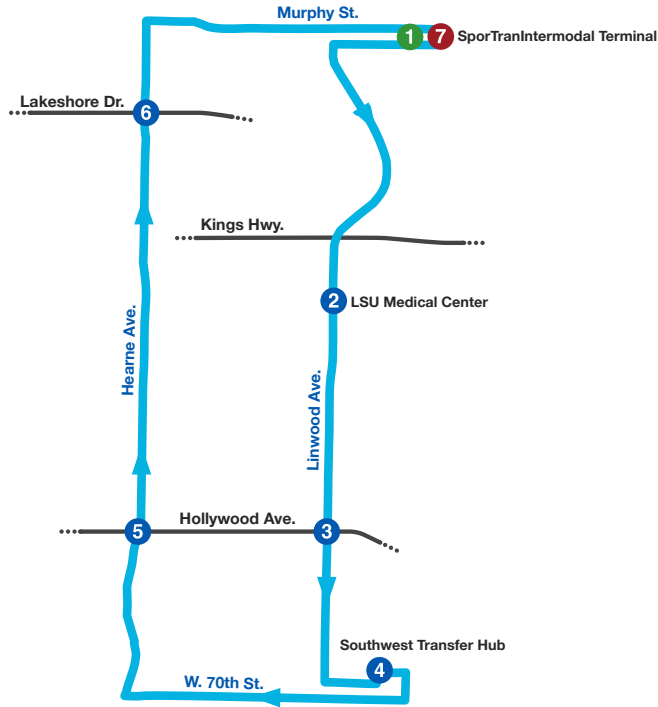 Murphy St.
1 7 SporTranIntermodal Terminal
Lakeshore Dr.
6
Kings Hwy.
2 LSU Medical Center
Hearne Ave.
Linwood Ave.
Hollywood Ave.
5
3
Southwest Transfer Hub
4
W. 70th St.